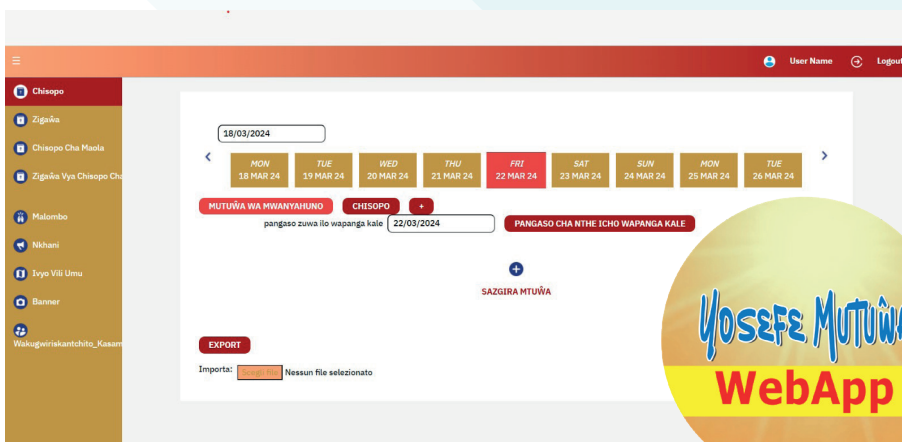 User Name
Logout
Chisopo
Zigaŵa
Chisopo Cha Maola
Zigaŵa Vya Chisopo Cha
Malombo
Nkhani
Ivyo Vili Umu
Banner
Wakugwiriskantchito_Kasam
18/03/2024
MON TUE WED THU FRI SAT SUN MON TUE
18 MAR 24 19 MAR 24 20 MAR 24 21 MAR 24 22 MAR 24 23 MAR 24 24 MAR 24 25 MAR 24 26 MAR 24
MUTUŴA WA MWANYAHUNO CHISOPO +
pangaso zuwa ilo wapanga kale 22/03/2024 PANGASO CHA NTHE ICHO WAPANGA KALE
SAZGIRA MTUŴA
EXPORT
Importa: Scegli file Nessun file selezionato
Yosefe Mutuŵa
WebApp